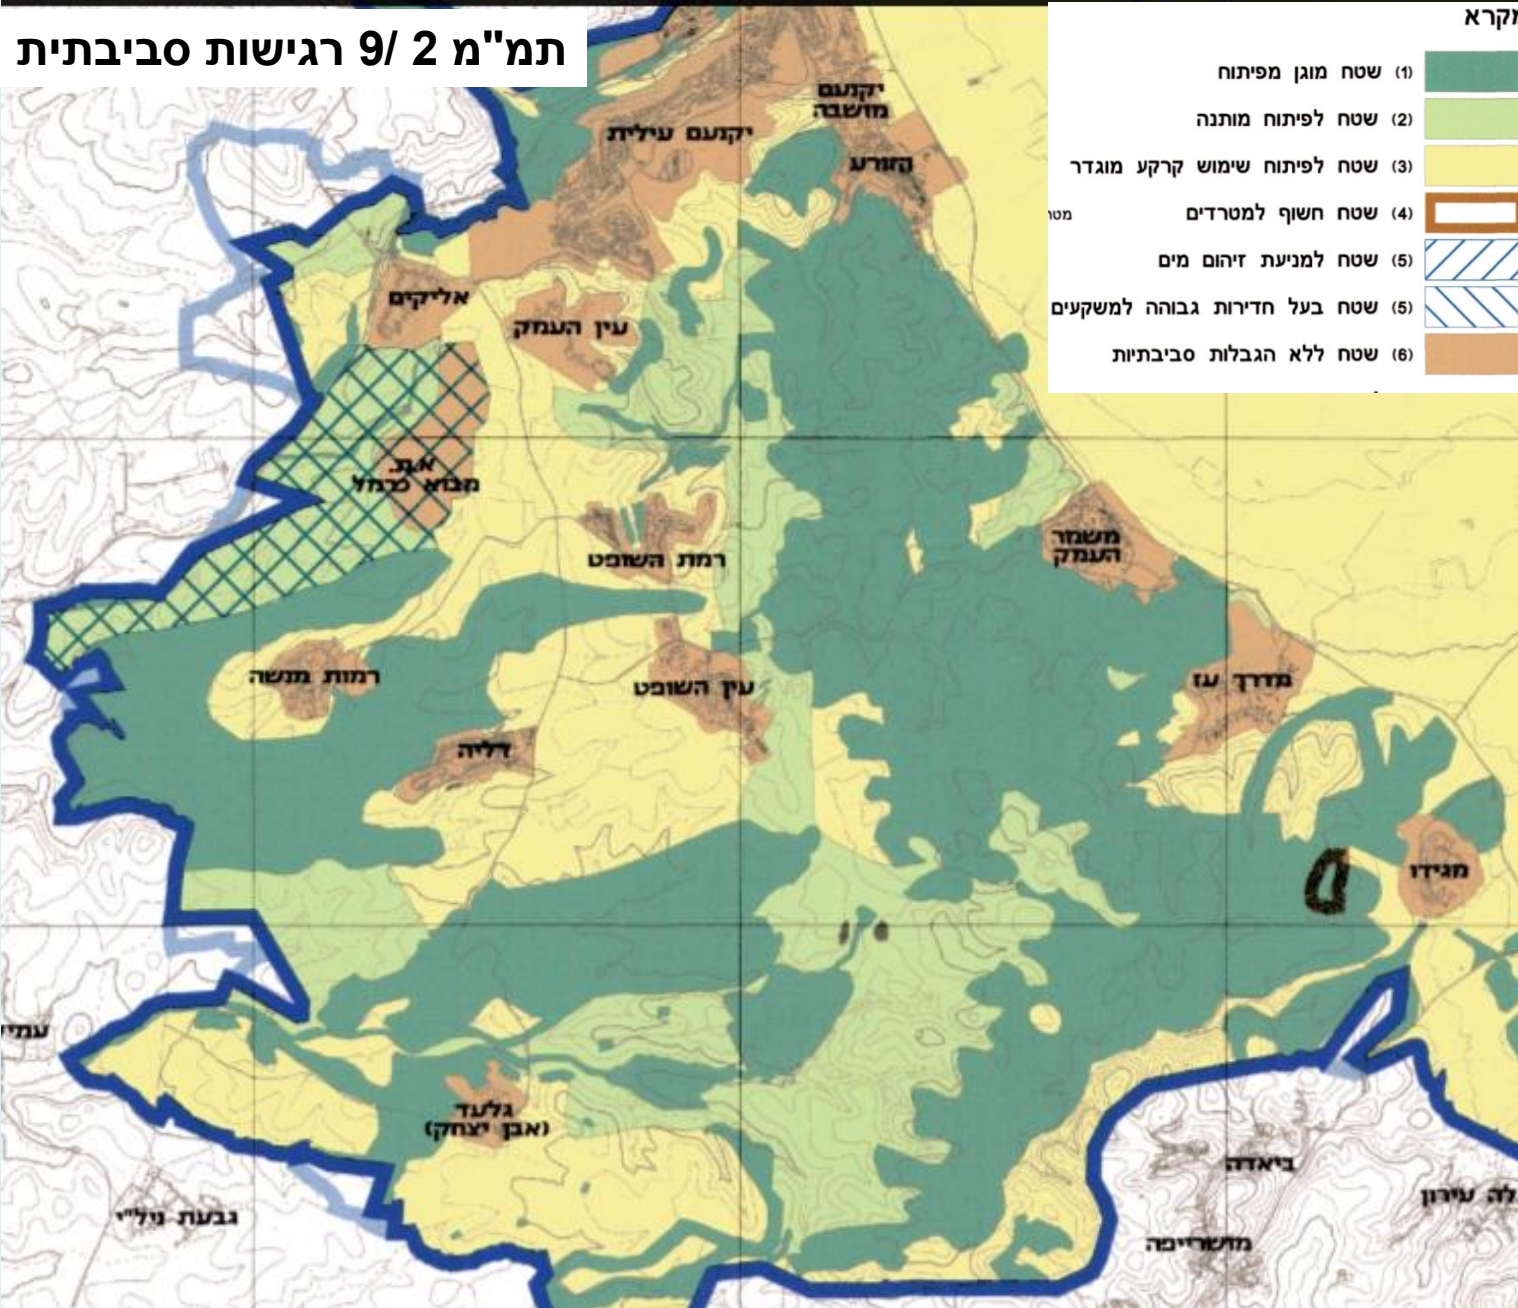 תמ"מ 2 /9 רגישות סביבתית
מקרא
(1) שטח מוגן מפיתוח
(2) שטח לפיתוח מותנה
(3) שטח לפיתוח שימוש קרקע מוגדר
(4) שטח חשוף למטרדים
(5) שטח למניעת זיהום מים
(5) שטח בעל חדירות גבוהה למשקעים
(6) שטח ללא הגבלות סביבתיות
יקנעם
מושבה
יקנעם עילית
הזורע
אליקים
עין העמק
א.ת.
מבוא כרמל
רמת השופט
משמר
העמק
רמות מנשה
עין השופט
מדרך עז
דליה
מגידו
גלעד
(אבן יצחק)
ביאדה
גבעת ניל"י
מושרייפה